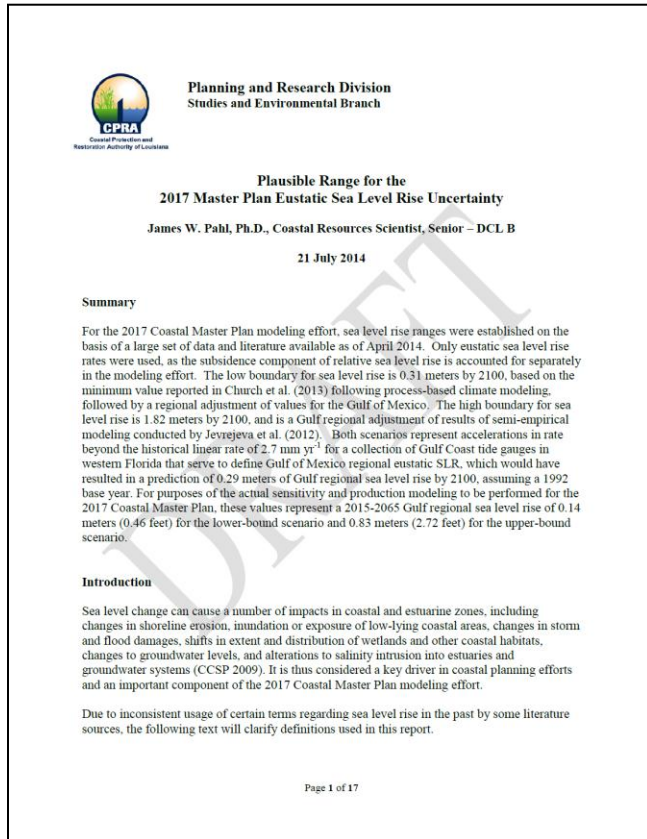 Planning and Research Division
Studies and Environmental Branch
CPRA
Coastal Protection and
Restoration Authority of Louisiana
Plausible Range for the
2017 Master Plan Eustatic Sea Level Rise Uncertainty
James W. Pahl, Ph.D., Coastal Resources Scientist, Senior – DCL B
21 July 2014
Summary
For the 2017 Coastal Master Plan modeling effort, sea level rise ranges were established on the
basis of a large set of data and literature available as of April 2014. Only eustatic sea level rise
rates were used, as the subsidence component of relative sea level rise is accounted for separately
in the modeling effort. The low boundary for sea level rise is 0.31 meters by 2100, based on the
minimum value reported in Church et al. (2013) following process-based climate modeling,
followed by a regional adjustment of values for the Gulf of Mexico. The high boundary for sea
level rise is 1.82 meters by 2100, and is a Gulf regional adjustment of results of semi-empirical
modeling conducted by Jevrejeva et al. (2012). Both scenarios represent accelerations in rate
beyond the historical linear rate of 2.7 mm yr-1 for a collection of Gulf Coast tide gauges in
western Florida that serve to define Gulf of Mexico regional eustatic SLR, which would have
resulted in a prediction of 0.29 meters of Gulf regional sea level rise by 2100, assuming a 1992
base year. For purposes of the actual sensitivity and production modeling to be performed for the
2017 Coastal Master Plan, these values represent a 2015-2065 Gulf regional sea level rise of 0.14
meters (0.46 feet) for the lower-bound scenario and 0.83 meters (2.72 feet) for the upper-bound
scenario.
Introduction
Sea level change can cause a number of impacts in coastal and estuarine zones, including
changes in shoreline erosion, inundation or exposure of low-lying coastal areas, changes in storm
and flood damages, shifts in extent and distribution of wetlands and other coastal habitats,
changes to groundwater levels, and alterations to salinity intrusion into estuaries and
groundwater systems (CCSP 2009). It is thus considered a key driver in coastal planning efforts
and an important component of the 2017 Coastal Master Plan modeling effort.
Due to inconsistent usage of certain terms regarding sea level rise in the past by some literature
sources, the following text will clarify definitions used in this report.
DRAFT
Page 1 of 17